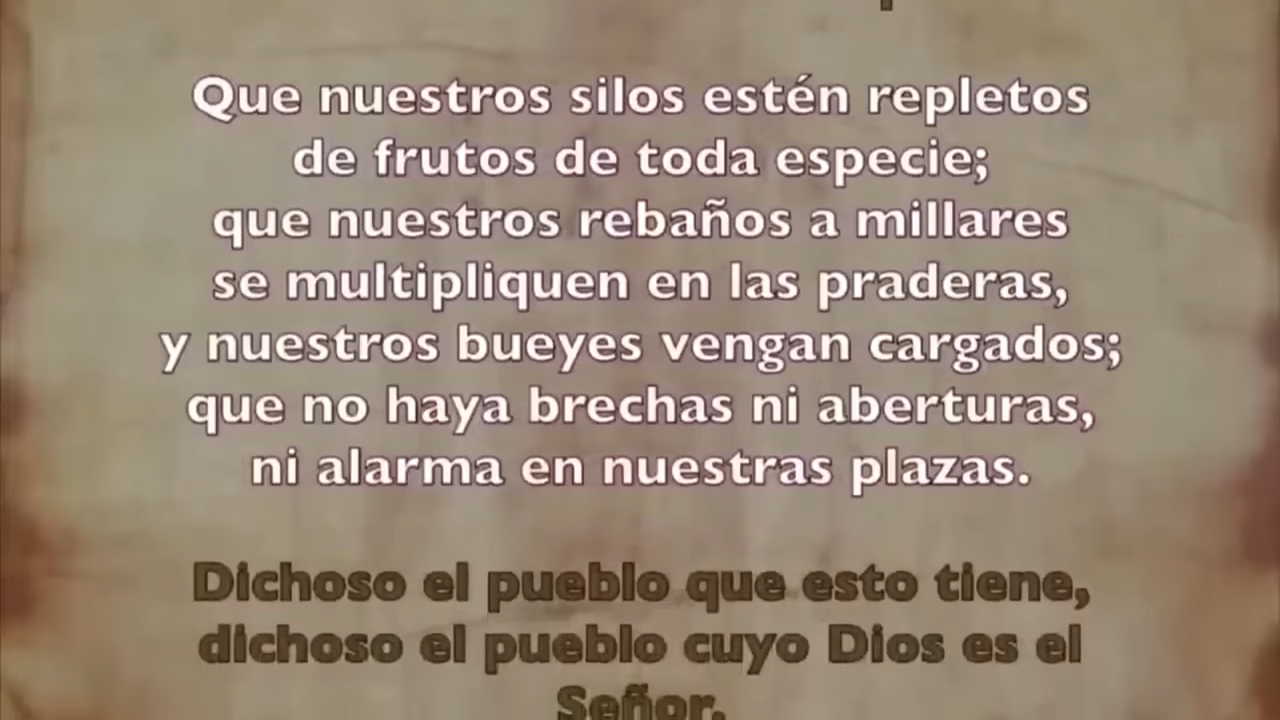 Que nuestros silos estén repletos
de frutos de toda especie;
que nuestros rebaños a millares
se multipliquen en las praderas,
y nuestros bueyes vengan cargados;
que no haya brechas ni aberturas,
ni alarma en nuestras plazas.
Dichoso el pueblo que esto tiene,
dichoso el pueblo cuyo Dios es el
Señor.